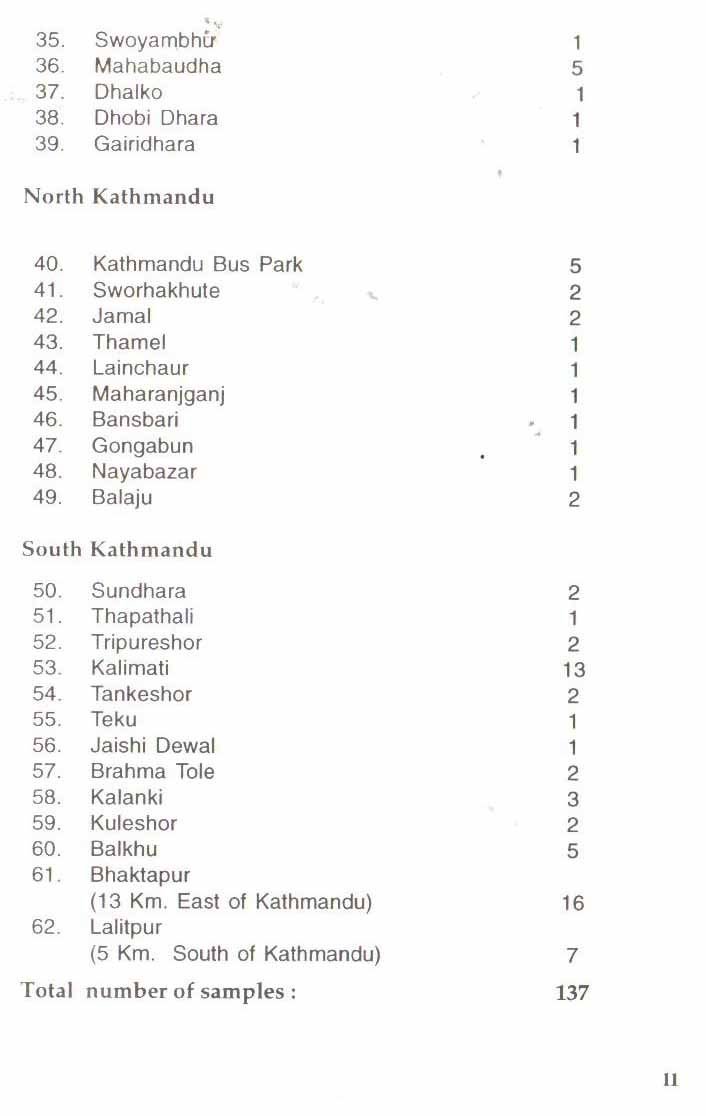 35. Swoyambhu 1
36. Mahabaudha 5
37. Dhalko 1
38. Dhobi Dhara 1
39. Gairidhara 1
North Kathmandu
40. Kathmandu Bus Park 5
41. Sworhakhute 2
42. Jamal 2
43. Thamel 1
44. Lainchaur 1
45. Maharanjganj 1
46. Bansbari 1
47. Gongabun 1
48. Nayabazar 1
49. Balaju 2
South Kathmandu
50. Sundhara 2
51. Thapathali 1
52. Tripureshor 2
53. Kalimati 13
54. Tankeshor 2
55. Teku 1
56. Jaishi Dewal 1
57. Brahma Tole 2
58. Kalanki 3
59. Kuleshor 2
60. Balkhu 5
61. Bhaktapur
(13 Km. East of Kathmandu) 16
62. Lalitpur
(5 Km. South of Kathmandu) 7
Total number of samples : 137
11